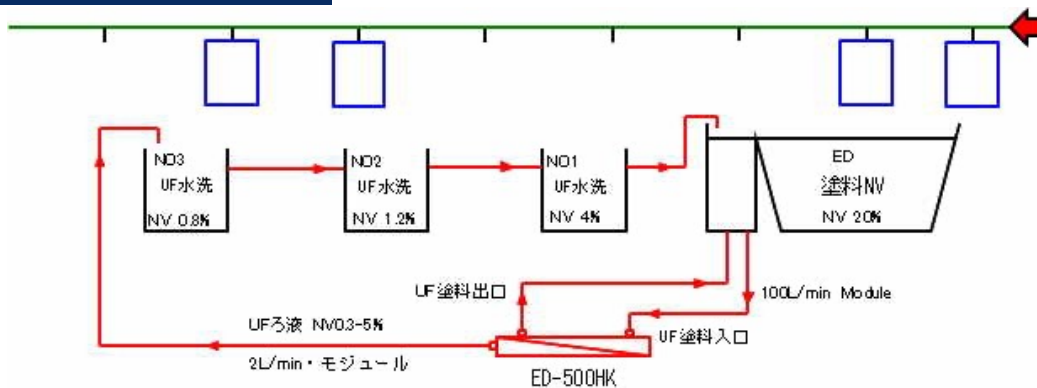 NO3
UF水洗
NV 0.8%
NO2
UF水洗
NV 1.2%
NO1
UF水洗
NV 4%
ED
塗料NV
NV 20%
UF塗料出口
100L/min Module
UFろ液 NV0.3-5%
UF塗料入口
2L/min・モジュール
ED-500HK